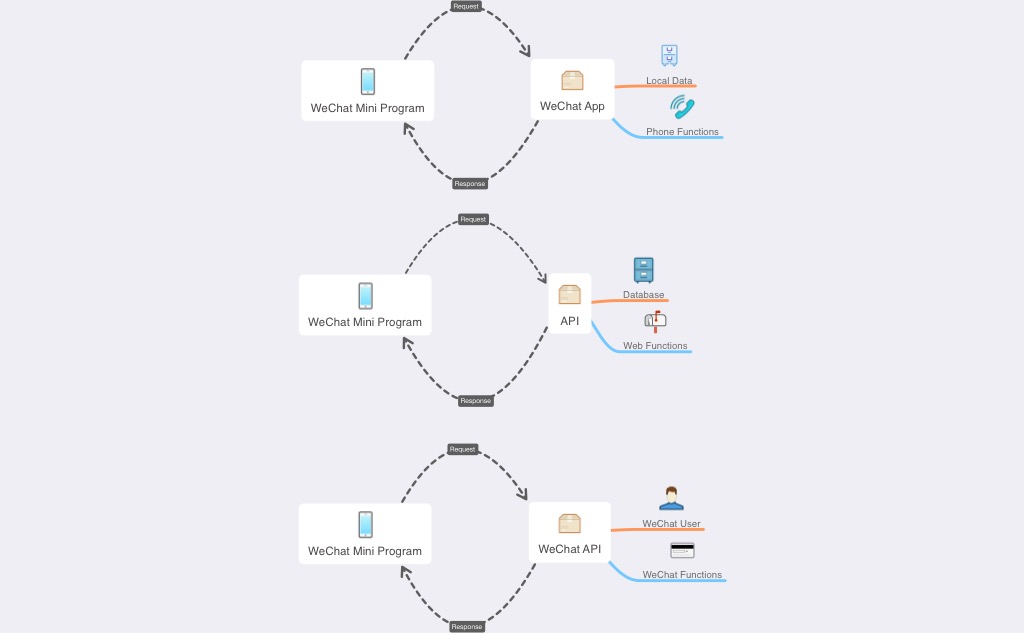 Request
WeChat Mini Program
WeChat App
Local Data
Phone Functions
Response
Request
WeChat Mini Program
API
Database
Web Functions
Response
Request
WeChat Mini Program
WeChat API
WeChat User
WeChat Functions
Response